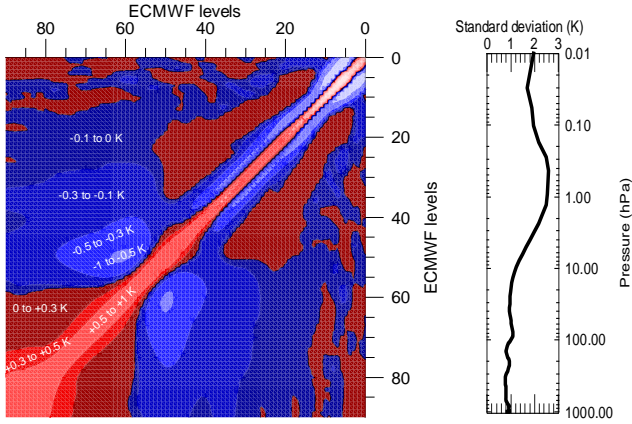 ECMWF levels
80 60 40 20 0
0
20
40
60
80
ECMWF levels
-0.1 to 0 K
-0.3 to -0.1 K
-0.5 to -0.3 K
-1 to -0.5 K
0 to +0.3 K
+0.5 to +1 K
+0.3 to +0.5 K
Standard deviation (K)
0 1 2 3
0.01
0.10
1.00
10.00
100.00
1000.00
Pressure (hPa)